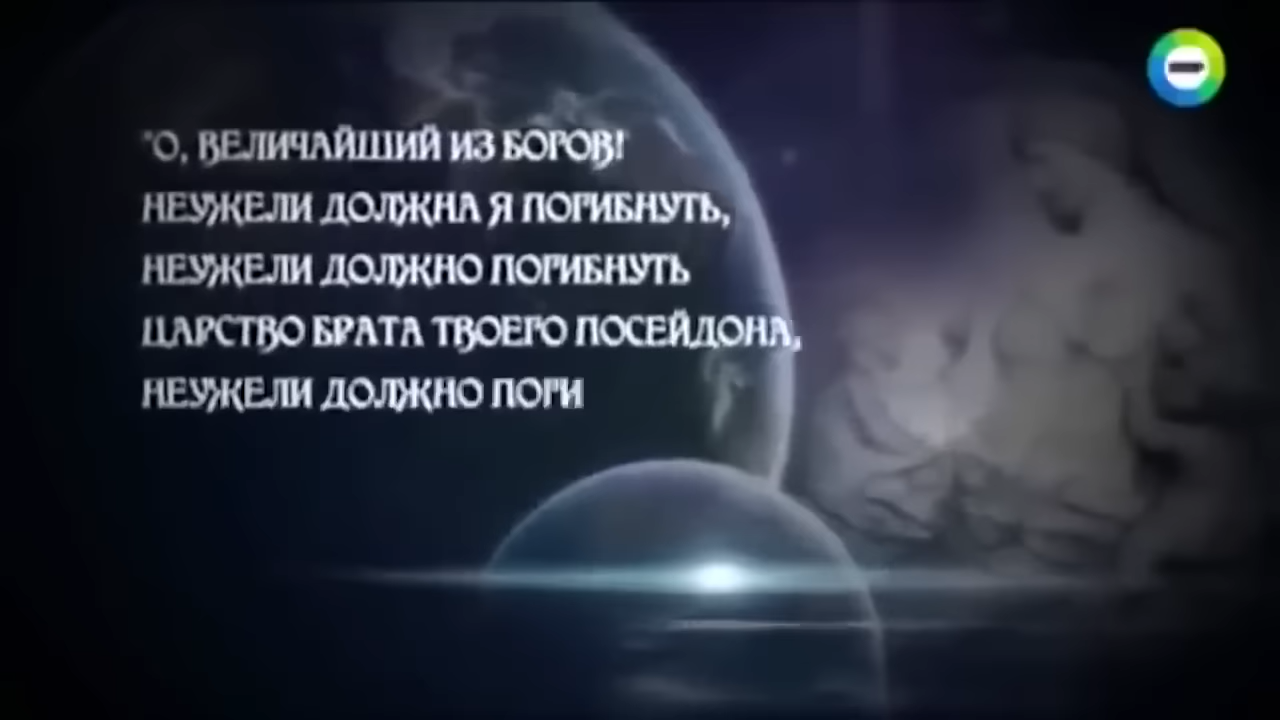 "О, ВЕЛИЧАЙШИЙ ИЗ БОГОВ!
НЕУЖЕЛИ ДОЛЖНА Я ПОГИБНУТЬ,
НЕУЖЕЛИ ДОЛЖНО ПОГИБНУТЬ
ЦАРСТВО БРАТА ТВОЕГО ПОСЕЙДОНА,
НЕУЖЕЛИ ДОЛЖНО ПОГИ